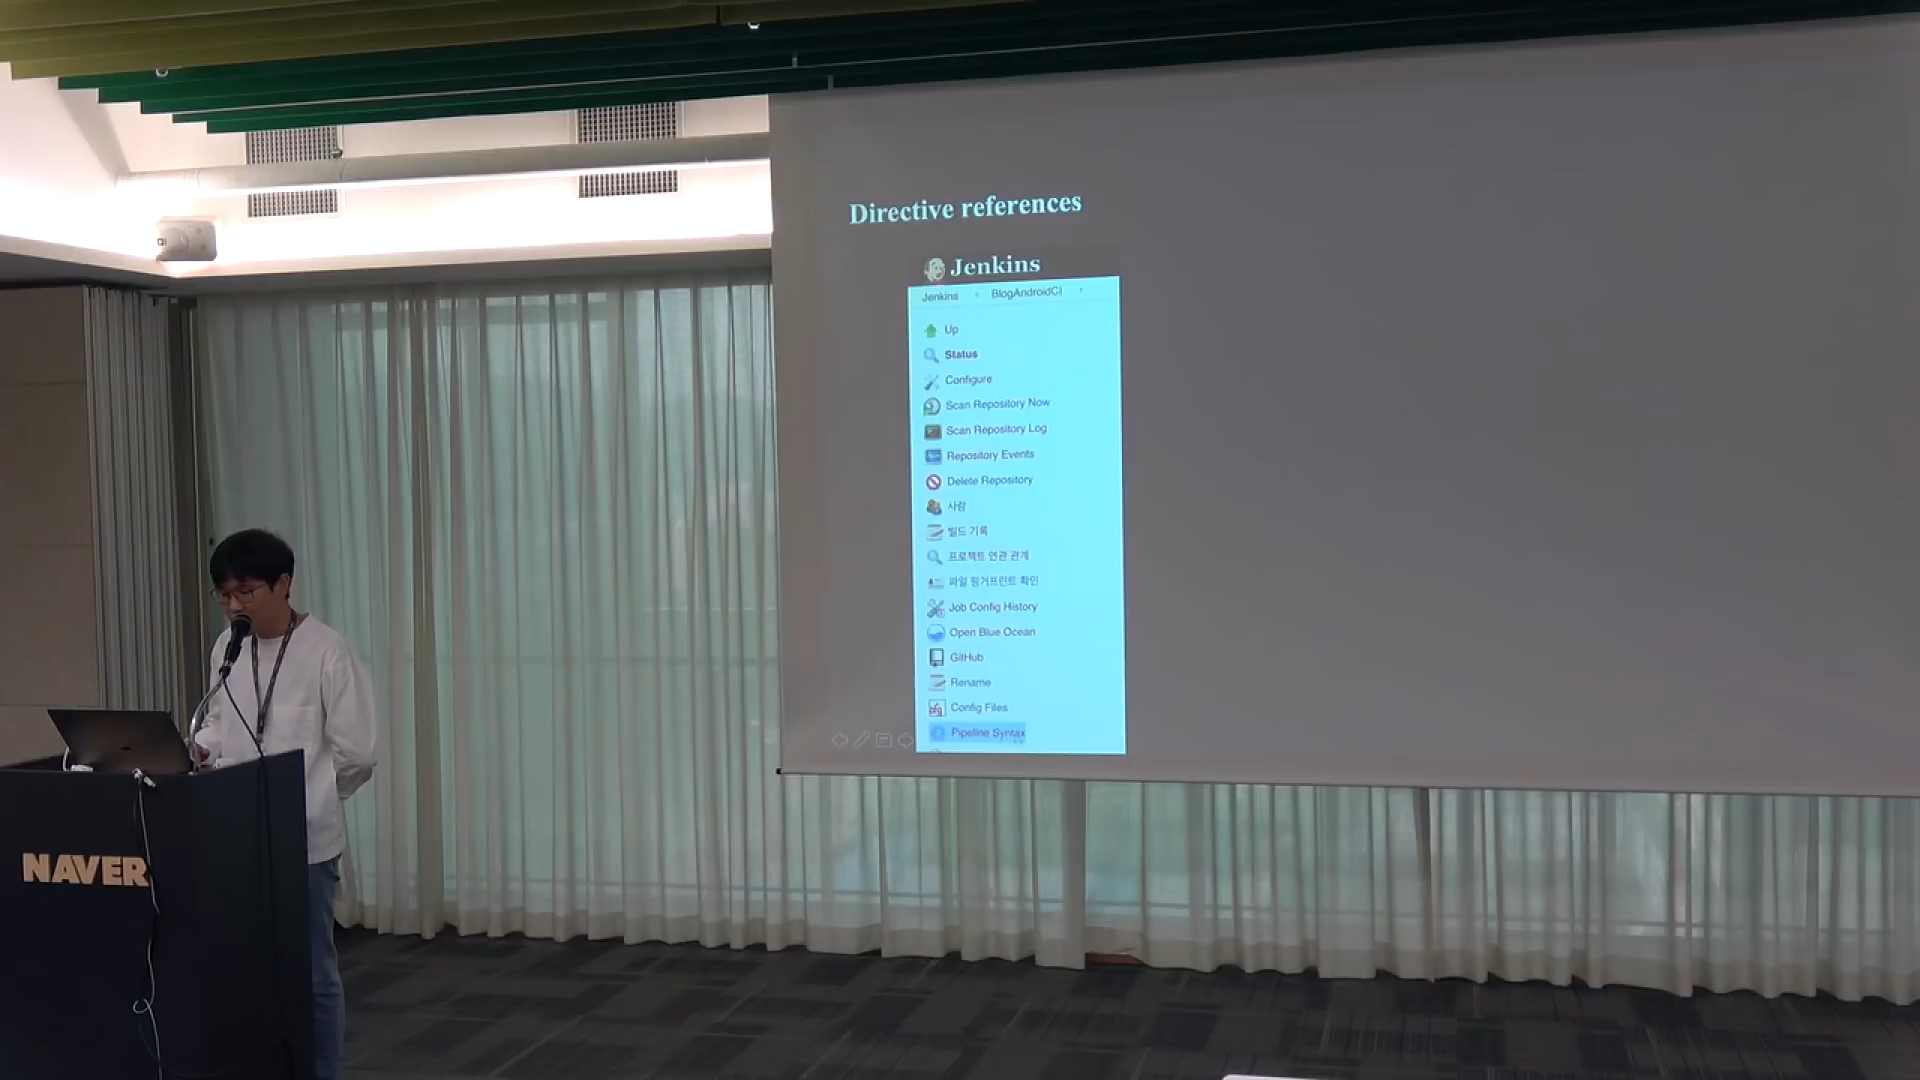 Directive references
Jenkins
Jenkins › BlogAndroidCI ›
Up
Status
Configure
Scan Repository Now
Scan Repository Log
Repository Events
Delete Repository
사람
빌드 기록
프로젝트 연관 관계
파일 핑거프린트 확인
Job Config History
Open Blue Ocean
GitHub
Rename
cfg Config Files
Pipeline Syntax
NAVER